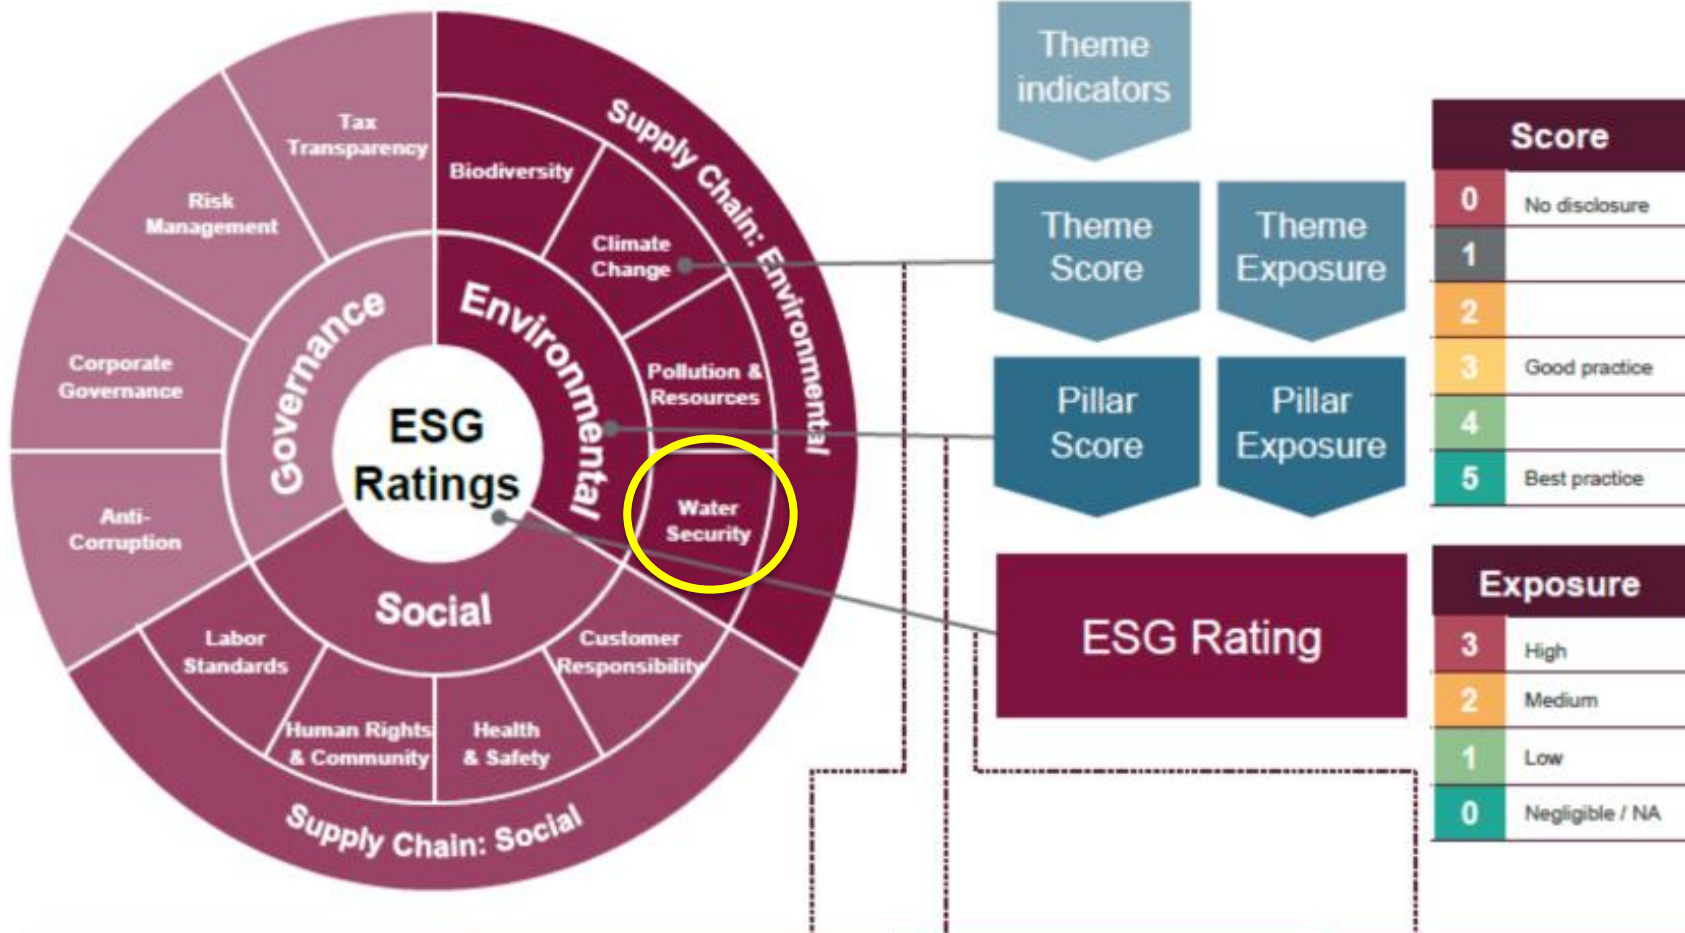 Tax
Transparency
Risk
Management
Corporate
Governance
Anti-
Corruption
Governance
ESG
Ratings
Environmental
Biodiversity
Climate
Change
Pollution &
Resources
Water
Security
Supply Chain: Environmental
Social
Labor
Standards
Human Rights
& Community
Health
& Safety
Customer
Responsibility
Supply Chain: Social
Theme
indicators
Theme
Score
Theme
Exposure
Pillar
Score
Pillar
Exposure
ESG Rating
Score
0 No disclosure
1
2
3 Good practice
4
5 Best practice
Exposure
3 High
2 Medium
1 Low
0 Negligible / NA